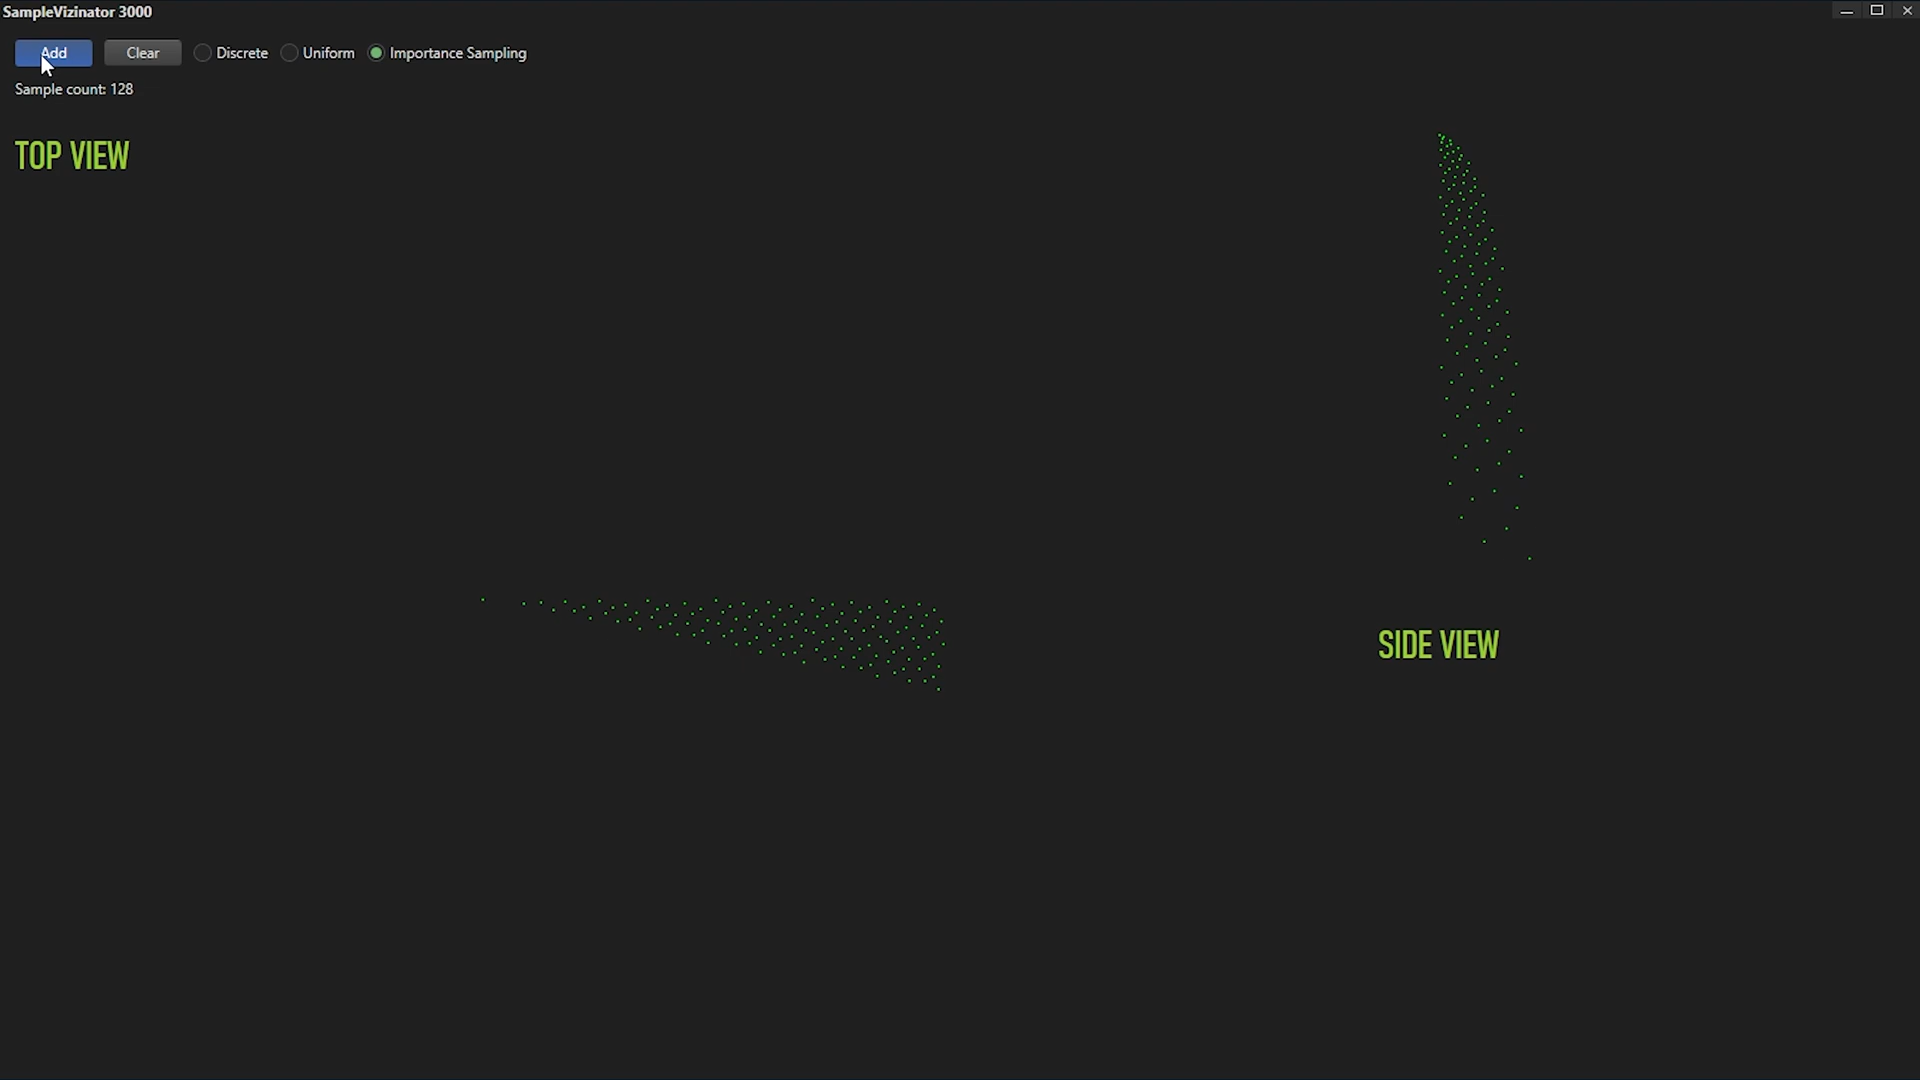 SampleVizinator 3000
Add Clear Discrete Uniform Importance Sampling
Sample count: 128
TOP VIEW
SIDE VIEW